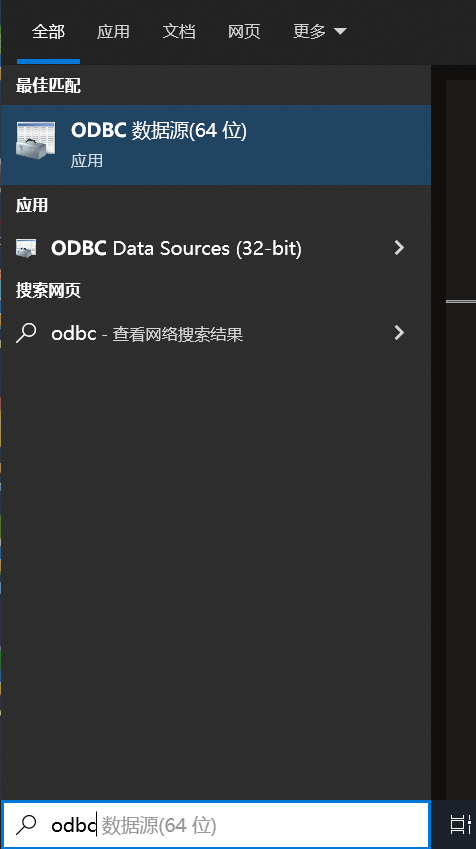 全部 应用 文档 网页 更多
最佳匹配
ODBC 数据源(64 位)
应用
应用
ODBC Data Sources (32-bit)
搜索网页
odbc - 查看网络搜索结果
odbc 数据源(64 位)